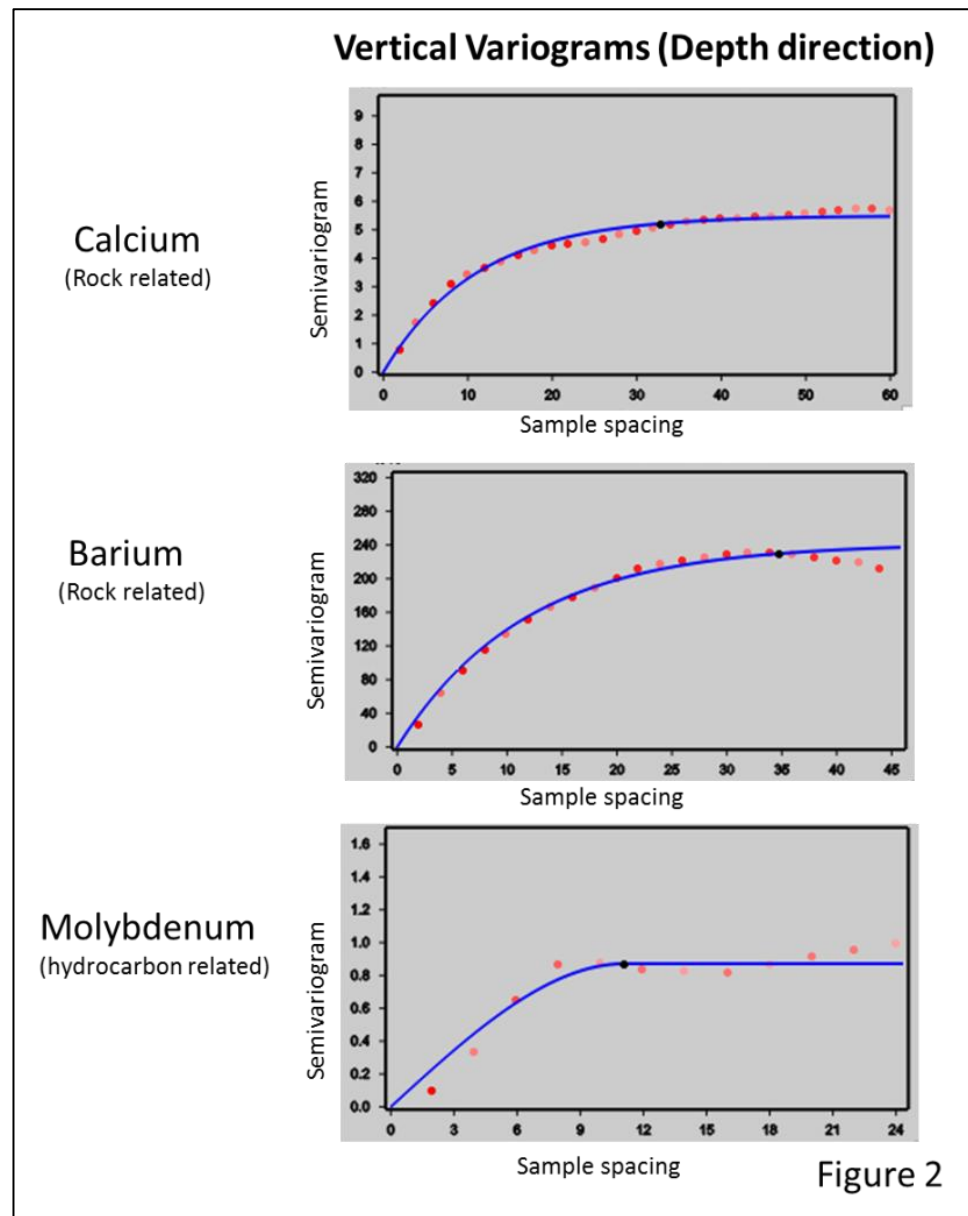 Vertical Variograms (Depth direction)
Calcium
(Rock related)
Semivariogram
9
8
7
6
5
4
3
2
1
0
0 10 20 30 40 50 60
Sample spacing
Barium
(Rock related)
Semivariogram
320
280
240
200
160
120
80
40
0
0 5 10 15 20 25 30 35 40 45
Sample spacing
Molybdenum
(hydrocarbon related)
Semivariogram
1.6
1.4
1.2
1.0
0.8
0.6
0.4
0.2
0.0
0 3 6 9 12 15 18 21 24
Sample spacing
Figure 2